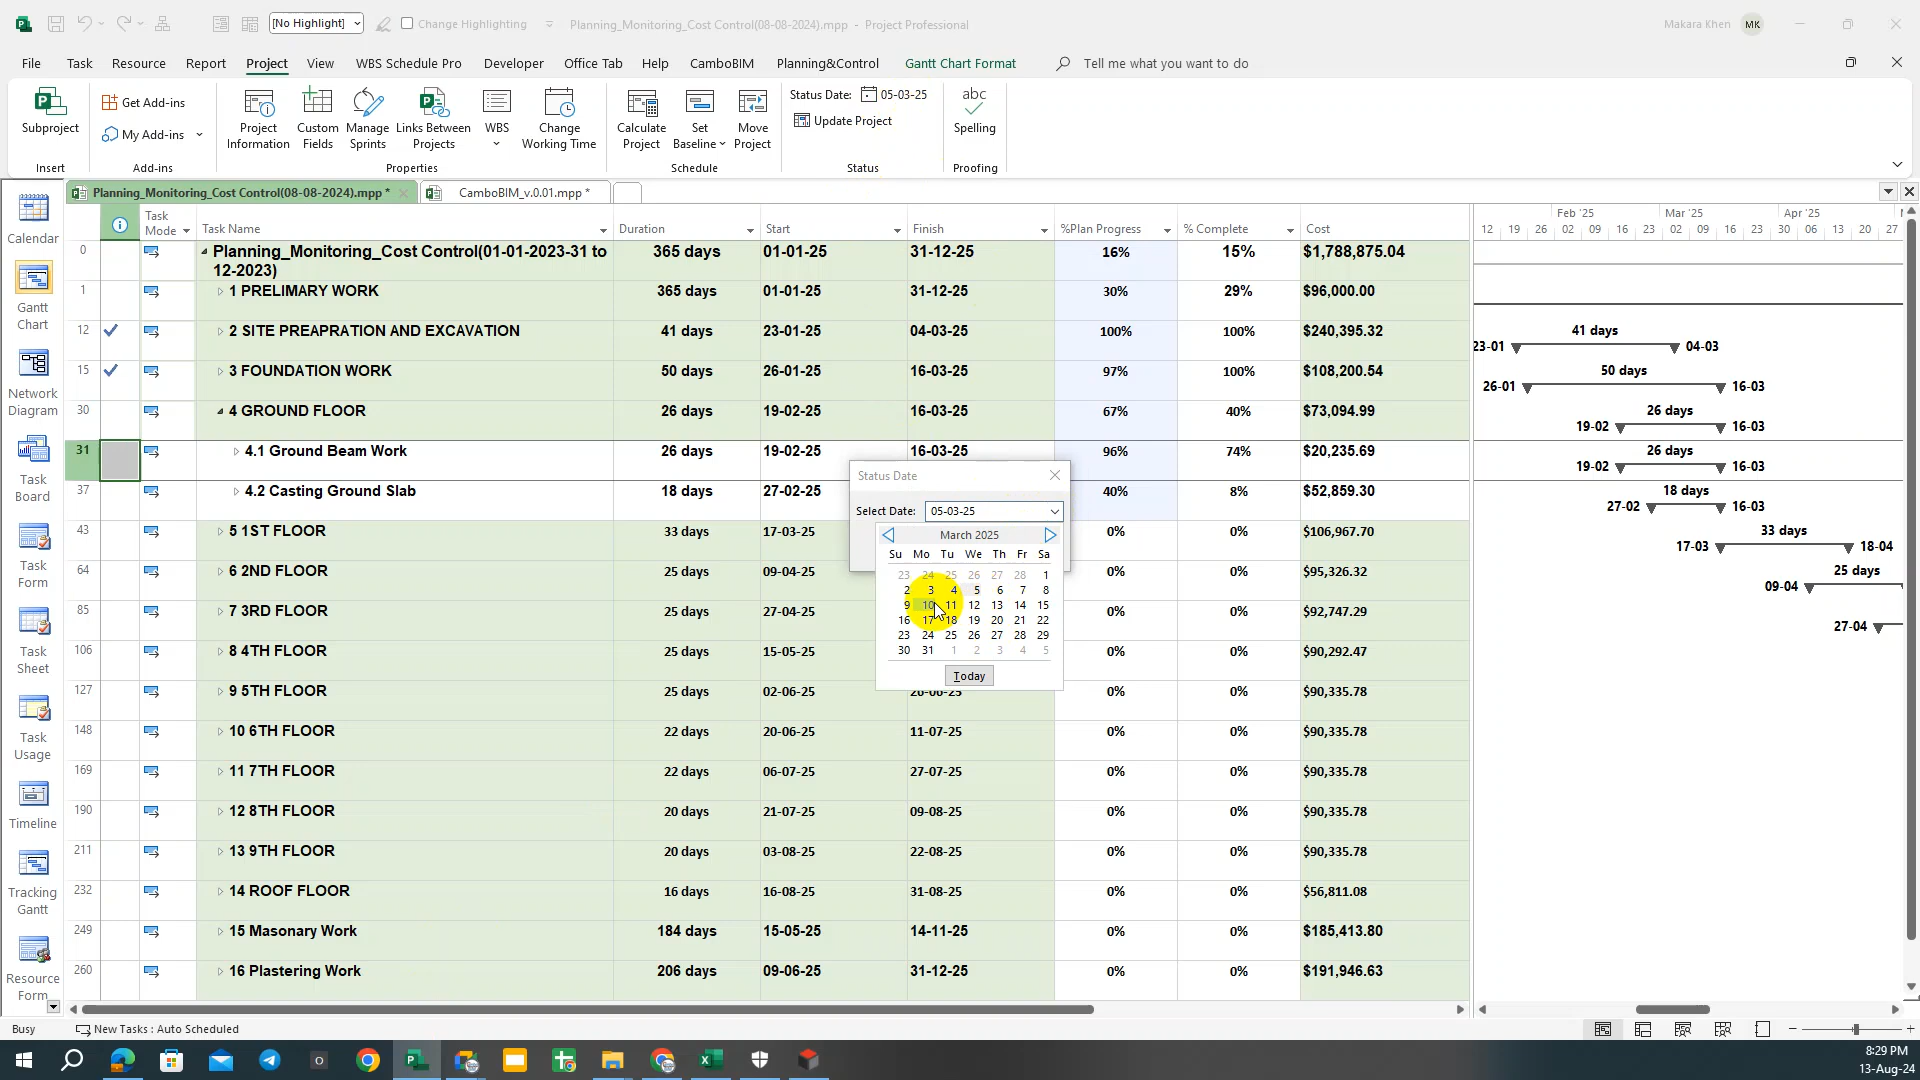 [No Highlight]
Change Highlighting
Planning_Monitoring_Cost Control(08-08-2024).mpp - Project Professional
Makara Khen
MK
File Task Resource Report Project View WBS Schedule Pro Developer Office Tab Help CamboBIM Planning&Control Gantt Chart Format Tell me what you want to do
Subproject
Insert
Get Add-ins
My Add-ins
Add-ins
Project Information
Custom Fields
Manage Sprints
Links Between Projects
WBS
Change Working Time
Properties
Calculate Project
Set Baseline
Move Project
Schedule
Status Date: 05-03-25
Update Project
Status
abc
Spelling
Proofing
Planning_Monitoring_Cost Control(08-08-2024).mpp *
CamboBIM_v.0.01.mpp *
Calendar
Gantt Chart
Network Diagram
Task Board
Task Form
Task Sheet
Task Usage
Timeline
Tracking Gantt
Resource Form
Task Mode Task Name Duration Start Finish %Plan Progress % Complete Cost
0 Planning_Monitoring_Cost Control(01-01-2023-31 to 12-2023) 365 days 01-01-25 31-12-25 16% 15% $1,788,875.04
1 1 PRELIMARY WORK 365 days 01-01-25 31-12-25 30% 29% $96,000.00
12 2 SITE PREAPRATION AND EXCAVATION 41 days 23-01-25 04-03-25 100% 100% $240,395.32
15 3 FOUNDATION WORK 50 days 26-01-25 16-03-25 97% 100% $108,200.54
30 4 GROUND FLOOR 26 days 19-02-25 16-03-25 67% 40% $73,094.99
31 4.1 Ground Beam Work 26 days 19-02-25 16-03-25 96% 74% $20,235.69
37 4.2 Casting Ground Slab 18 days 27-02-25 40% 8% $52,859.30
43 5 1ST FLOOR 33 days 17-03-25 0% 0% $106,967.70
64 6 2ND FLOOR 25 days 09-04-25 0% 0% $95,326.32
85 7 3RD FLOOR 25 days 27-04-25 0% 0% $92,747.29
106 8 4TH FLOOR 25 days 15-05-25 0% 0% $90,292.47
127 9 5TH FLOOR 25 days 02-06-25 26-06-25 0% 0% $90,335.78
148 10 6TH FLOOR 22 days 20-06-25 11-07-25 0% 0% $90,335.78
169 11 7TH FLOOR 22 days 06-07-25 27-07-25 0% 0% $90,335.78
190 12 8TH FLOOR 20 days 21-07-25 09-08-25 0% 0% $90,335.78
211 13 9TH FLOOR 20 days 03-08-25 22-08-25 0% 0% $90,335.78
232 14 ROOF FLOOR 16 days 16-08-25 31-08-25 0% 0% $56,811.08
249 15 Masonary Work 184 days 15-05-25 14-11-25 0% 0% $185,413.80
260 16 Plastering Work 206 days 09-06-25 31-12-25 0% 0% $191,946.63
Status Date
Select Date: 05-03-25
March 2025
Su Mo Tu We Th Fr Sa
23 24 25 26 27 28 1
2 3 4 5 6 7 8
9 10 11 12 13 14 15
16 17 18 19 20 21 22
23 24 25 26 27 28 29
30 31 1 2 3 4 5
Today
Feb '25 Mar '25 Apr '25
12 19 26 02 09 16 23 02 09 16 23 30 06 13 20 27
41 days
23-01 04-03
50 days
26-01 16-03
26 days
19-02 16-03
26 days
19-02 16-03
18 days
27-02 16-03
33 days
17-03 18-04
25 days
09-04
27-04
Busy
New Tasks : Auto Scheduled
8:29 PM
13-Aug-24